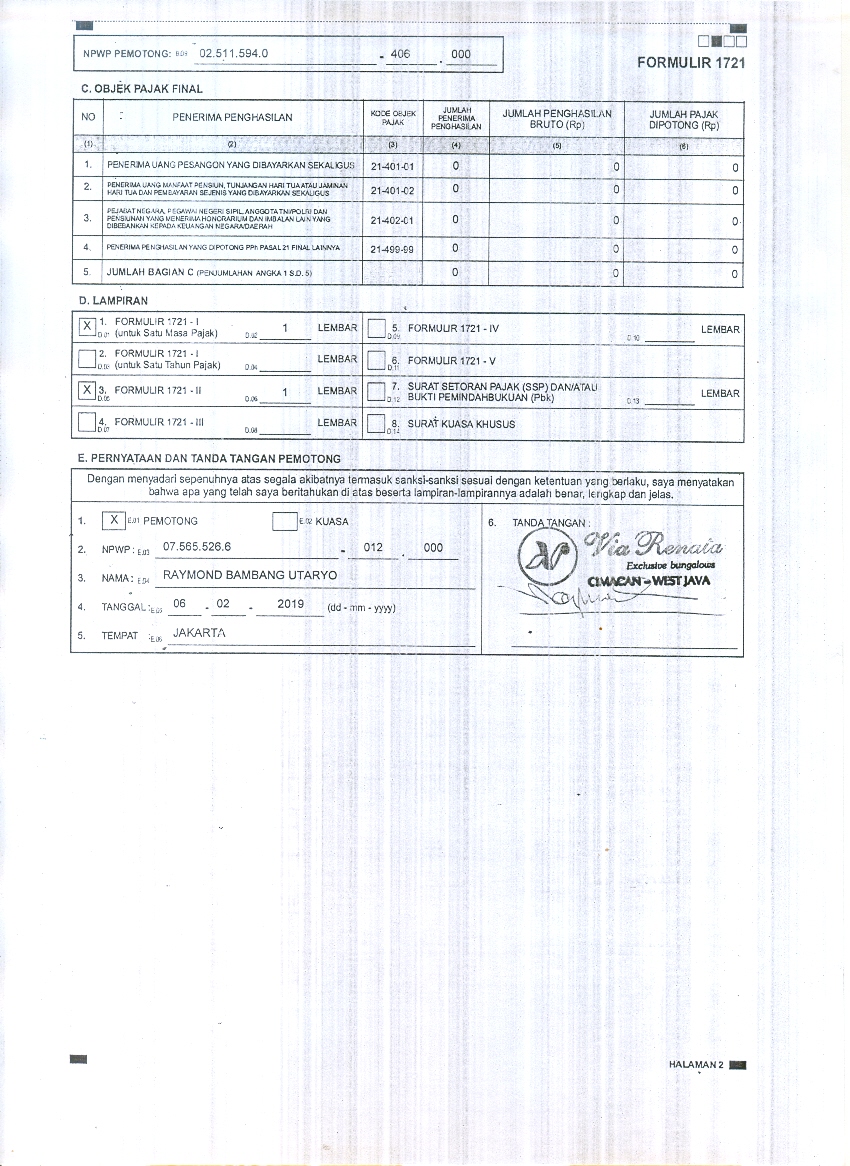 NPWP PEMOTONG: 02.511.594.0 - 406 . 000
FORMULIR 1721
C. OBJEK PAJAK FINAL
NO PENERIMA PENGHASILAN KODE OBJEK PAJAK JUMLAH PENERIMA PENGHASILAN JUMLAH PENGHASILAN BRUTO (Rp) JUMLAH PAJAK DIPOTONG (Rp)
(1) (2) (3) (4) (5) (6)
1. PENERIMA UANG PESANGON YANG DIBAYARKAN SEKALIGUS 21-401-01 0 0 0
2. PENERIMA UANG MANFAAT PENSIUN, TUNJANGAN HARI TUA ATAU JAMINAN
HARI TUA DAN PEMBAYARAN SEJENIS YANG DIBAYARKAN SEKALIGUS 21-401-02 0 0 0
3. PEJABAT NEGARA, PEGAWAI NEGERI SIPIL, ANGGOTA TNI/POLRI DAN
PENSIUNAN YANG MENERIMA HONORARIUM DAN IMBALAN LAIN YANG
DIBEBANKAN KEPADA KEUANGAN NEGARA/DAERAH 21-402-01 0 0 0
4. PENERIMA PENGHASILAN YANG DIPOTONG PPh PASAL 21 FINAL LAINNYA 21-499-99 0 0 0
5. JUMLAH BAGIAN C (PENJUMLAHAN ANGKA 1 S.D. 5) 0 0 0
D. LAMPIRAN
X D.01 1. FORMULIR 1721 - I
(untuk Satu Masa Pajak) D.02 1 LEMBAR
D.03 2. FORMULIR 1721 - I
(untuk Satu Tahun Pajak) D.04 LEMBAR
X D.05 3. FORMULIR 1721 - II D.06 1 LEMBAR
D.07 4. FORMULIR 1721 - III D.08 LEMBAR
D.09 5. FORMULIR 1721 - IV D.10 LEMBAR
D.11 6. FORMULIR 1721 - V
D.12 7. SURAT SETORAN PAJAK (SSP) DAN/ATAU
BUKTI PEMINDAHBUKUAN (Pbk) D.13 LEMBAR
D.14 8. SURAT KUASA KHUSUS
E. PERNYATAAN DAN TANDA TANGAN PEMOTONG
Dengan menyadari sepenuhnya atas segala akibatnya termasuk sanksi-sanksi sesuai dengan ketentuan yang berlaku, saya menyatakan
bahwa apa yang telah saya beritahukan di atas beserta lampiran-lampirannya adalah benar, lengkap dan jelas.
1. X E.01 PEMOTONG E.02 KUASA
2. NPWP : E.03 07.565.526.6 - 012 . 000
3. NAMA : E.04 RAYMOND BAMBANG UTARYO
4. TANGGAL : E.05 06 - 02 - 2019 (dd - mm - yyyy)
5. TEMPAT : E.06 JAKARTA
6. TANDA TANGAN :
Via Renata
Exclusive bungalows
CIMACAN - WEST JAVA
HALAMAN 2